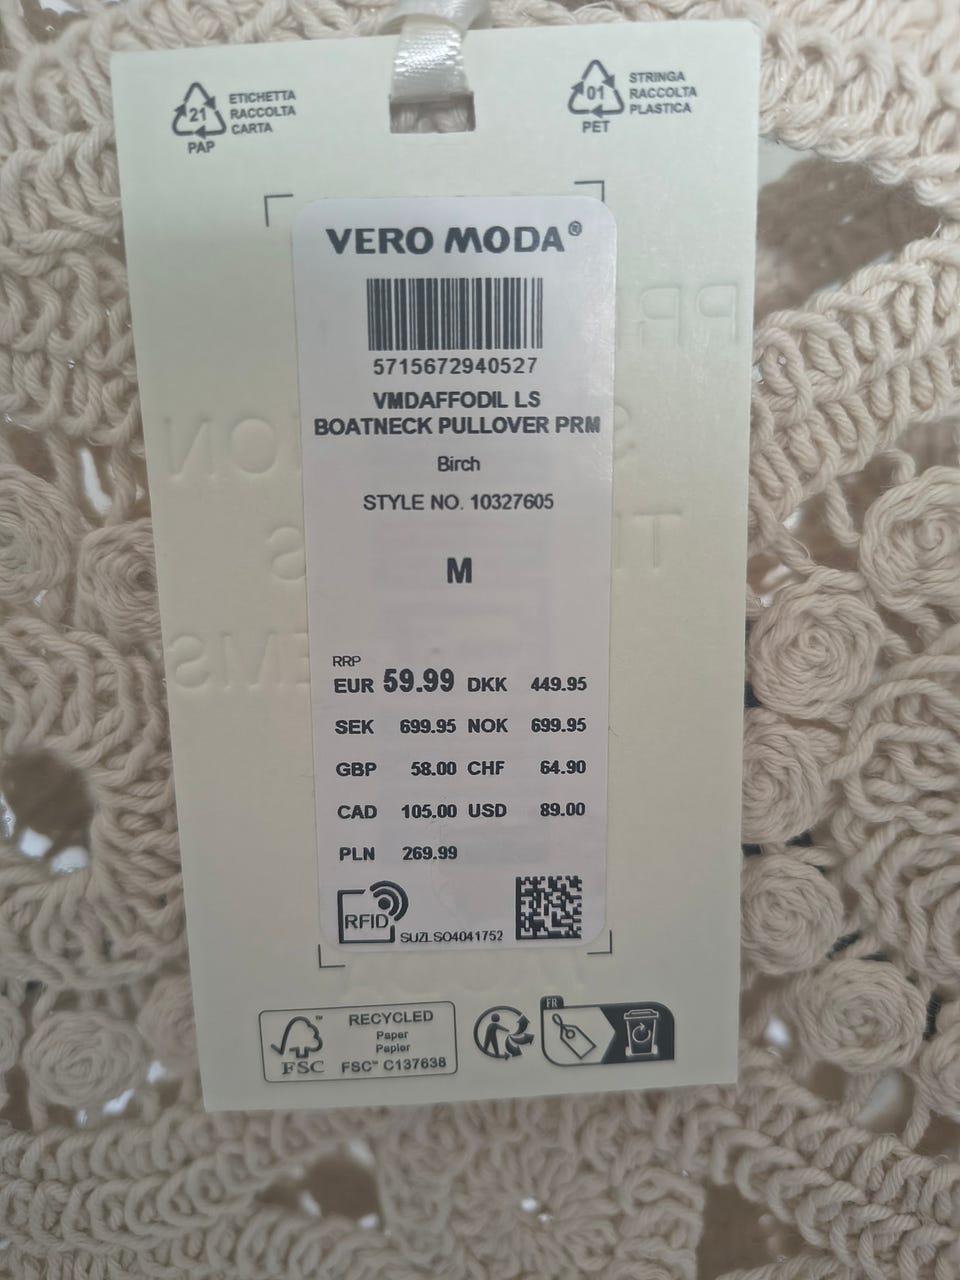 21
PAP
ETICHETTA
RACCOLTA
CARTA
01
PET
STRINGA
RACCOLTA
PLASTICA
VERO MODA®
5715672940527
VMDAFFODIL LS
BOATNECK PULLOVER PRM
Birch
STYLE NO. 10327605
M
RRP
EUR 59.99 DKK 449.95
SEK 699.95 NOK 699.95
GBP 58.00 CHF 64.90
CAD 105.00 USD 89.00
PLN 269.99
RFID
SUZLSO4041752
FSC™
RECYCLED
Paper
Papier
FSC™ C137638
FR